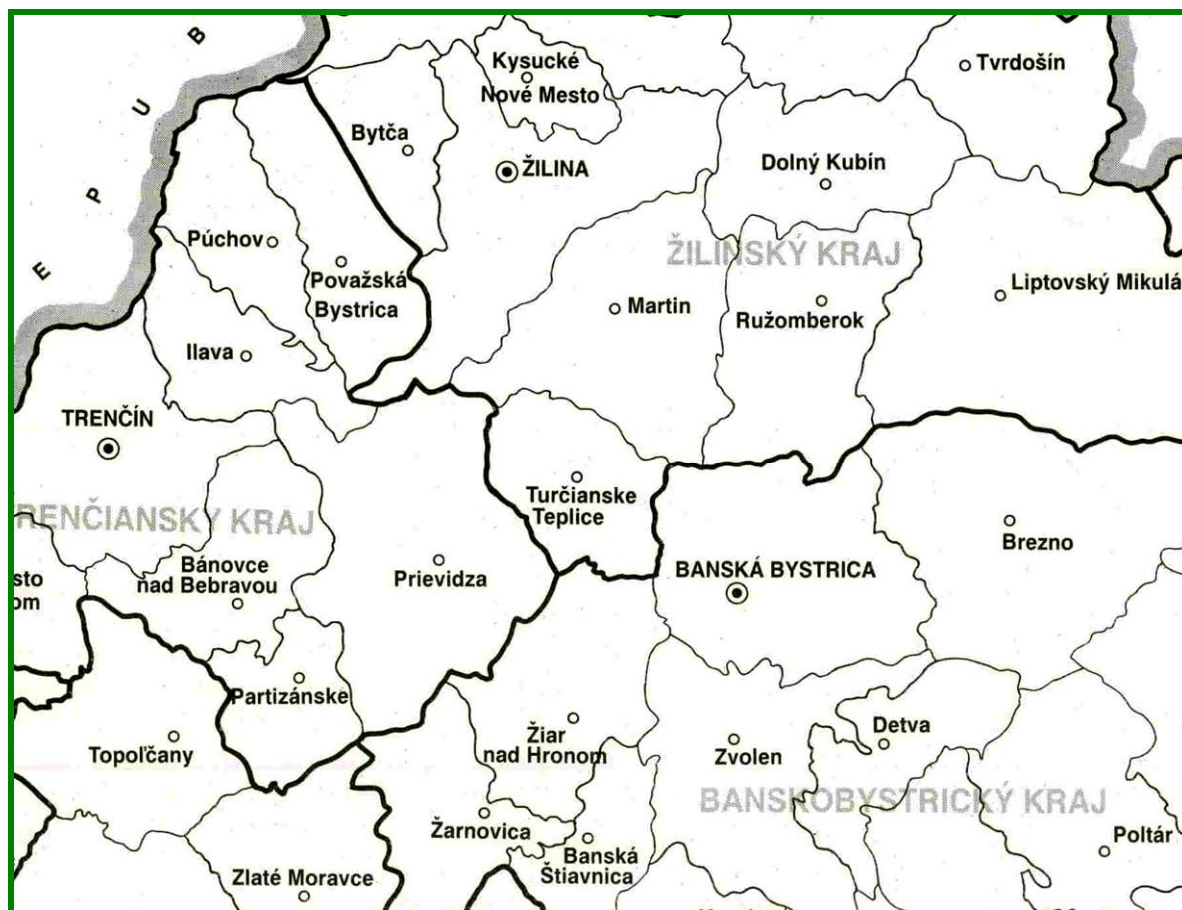 B
U
P
E
Kysucké
Nové Mesto
Tvrdošín
Bytča
ŽILINA
Dolný Kubín
Púchov
ŽILINSKÝ KRAJ
Považská
Bystrica
Liptovský Mikulá
Martin
Ružomberok
Ilava
TRENČÍN
Turčianske
Teplice
RENČIANSKY KRAJ
Brezno
Bánovce
nad Bebravou
Prievidza
BANSKÁ BYSTRICA
sto
om
Partizánske
Žiar
nad Hronom
Detva
Topoľčany
Zvolen
BANSKOBYSTRICKÝ KRAJ
Žarnovica
Poltár
Banská
Štiavnica
Zlaté Moravce